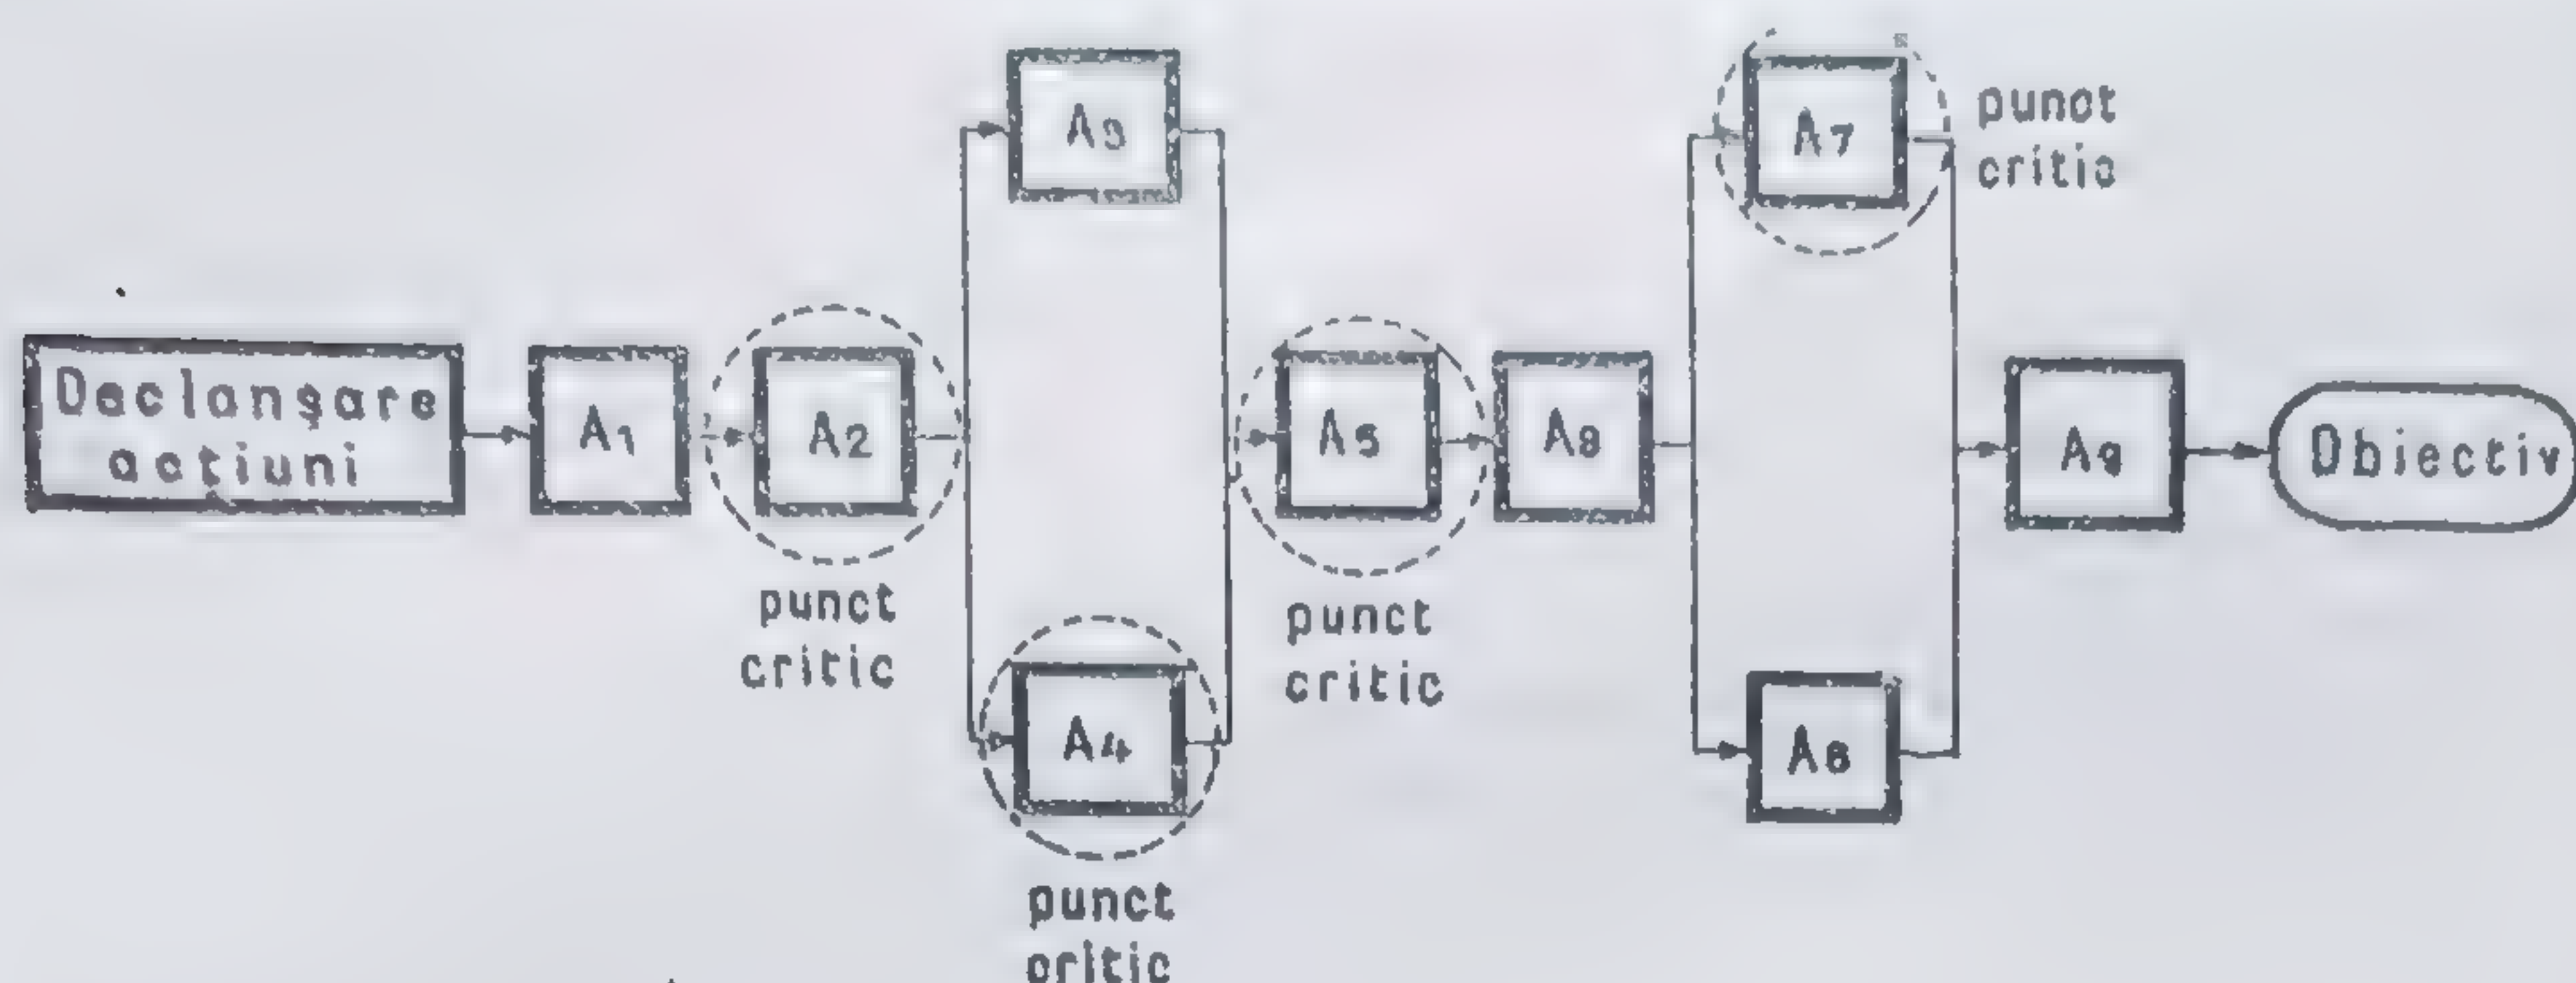 Declanşare
acţiuni
A1
A2
punct
critic
A3
A4
punct
critic
A5
punct
critic
A8
A7
punct
critic
A6
A9
Obiectiv